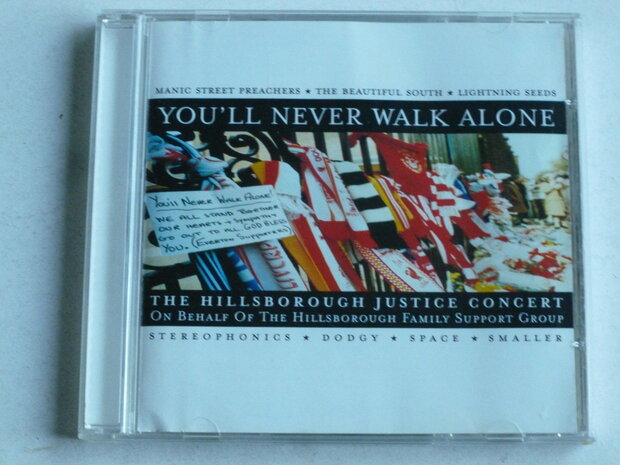 MANIC STREET PREACHERS ★ THE BEAUTIFUL SOUTH ★ LIGHTNING SEEDS
YOU'LL NEVER WALK ALONE
YOU'LL NEVER WALK ALONE
WE ALL STAND TOGETHER
OUR HEARTS + SYMPATHY
GO OUT TO ALL. GOD BLESS
YOU. (EVERTON SUPPORTERS)
THE HILLSBOROUGH JUSTICE CONCERT
ON BEHALF OF THE HILLSBOROUGH FAMILY SUPPORT GROUP
STEREOPHONICS ★ DODGY ★ SPACE ★ SMALLER